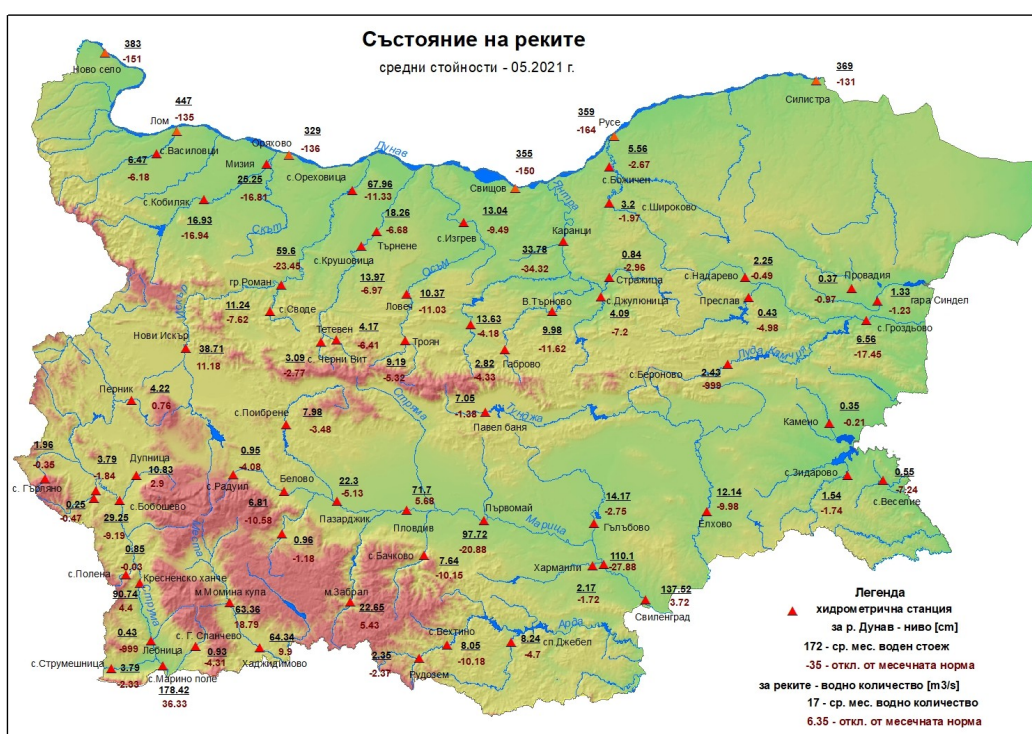 Състояние на реките
средни стойности - 05.2021 г.
383
-151
Ново село
369
-131
Силистра
447
-135
Лом
359
-164
Русе
329
-136
Оряхово
Дунав
355
-150
Свищов
с.Василовци
6.47
-6.18
Мизия
25.25
-16.81
с.Ореховица
67.96
-11.33
5.56
-2.67
с.Божичен
Янтра
3.2
-1.97
с.Широково
с.Кобиляк
16.93
-16.94
Скът
18.26
-6.68
Търнене
13.04
-9.49
с.Изгрев
Каранци
33.78
-34.32
59.6
-23.45
гр.Роман
с.Крушовица
13.97
-6.97
Осъм
Ловеч
10.37
-11.03
0.84
-2.96
Стражица
с.Джулюница
4.09
-7.2
с.Надарево
2.25
-0.49
Преслав
0.43
-4.98
Провадия
0.37
-0.97
1.33
-1.23
гара Синдел
с.Гроздьово
6.56
-17.45
Искър
11.24
-7.62
с.Своде
Нови Искър
38.71
11.18
Тетевен
4.17
-6.41
3.09
-2.77
с. Черни Вит
Троян
9.19
-5.32
13.63
-4.18
В.Търново
9.98
-11.62
2.82
-4.33
Габрово
Луда Камчия
с.Бероново
2.43
-999
Перник
4.22
0.76
Стряма
7.05
-1.38
Павел баня
Тунджа
Камено
0.35
-0.21
с.Поибрене
7.98
-3.48
1.96
-0.35
с. Гърляно
3.79
-1.84
Дупница
10.83
2.9
0.95
-4.08
с.Радуил
Белово
6.81
-10.58
22.3
-5.13
Пазарджик
71.7
5.68
Пловдив
Първомай
97.72
-20.88
Марица
14.17
-2.75
Гълъбово
12.14
-9.98
Елхово
с.Зидарово
1.54
-1.74
0.55
-7.24
с.Веселие
0.25
-0.47
с.Бобошево
29.25
-9.19
Места
0.96
-1.18
с.Бачково
7.64
-10.15
Харманли
2.17
-1.72
110.1
-27.88
137.52
3.72
Свиленград
0.85
-0.03
с.Полена
Кресненско ханче
90.74
4.4
Струма
м.Момина кула
63.36
18.79
м.Забрал
22.65
5.43
0.43
-999
Лебница
с. Г. Спанчево
0.93
-4.31
64.34
9.9
Хаджидимово
с.Вехтино
8.05
-10.18
Арда
8.24
-4.7
сп.Джебел
2.35
-2.37
Рудозем
с.Струмешница
3.79
-2.33
с.Марино поле
178.42
36.33
Легенда
хидрометрична станция
за р. Дунав - ниво [cm]
172 - ср. мес. воден стоеж
-35 - откл. от месечната норма
за реките - водно количество [m3/s]
17 - ср. мес. водно количество
6.35 - откл. от месечната норма